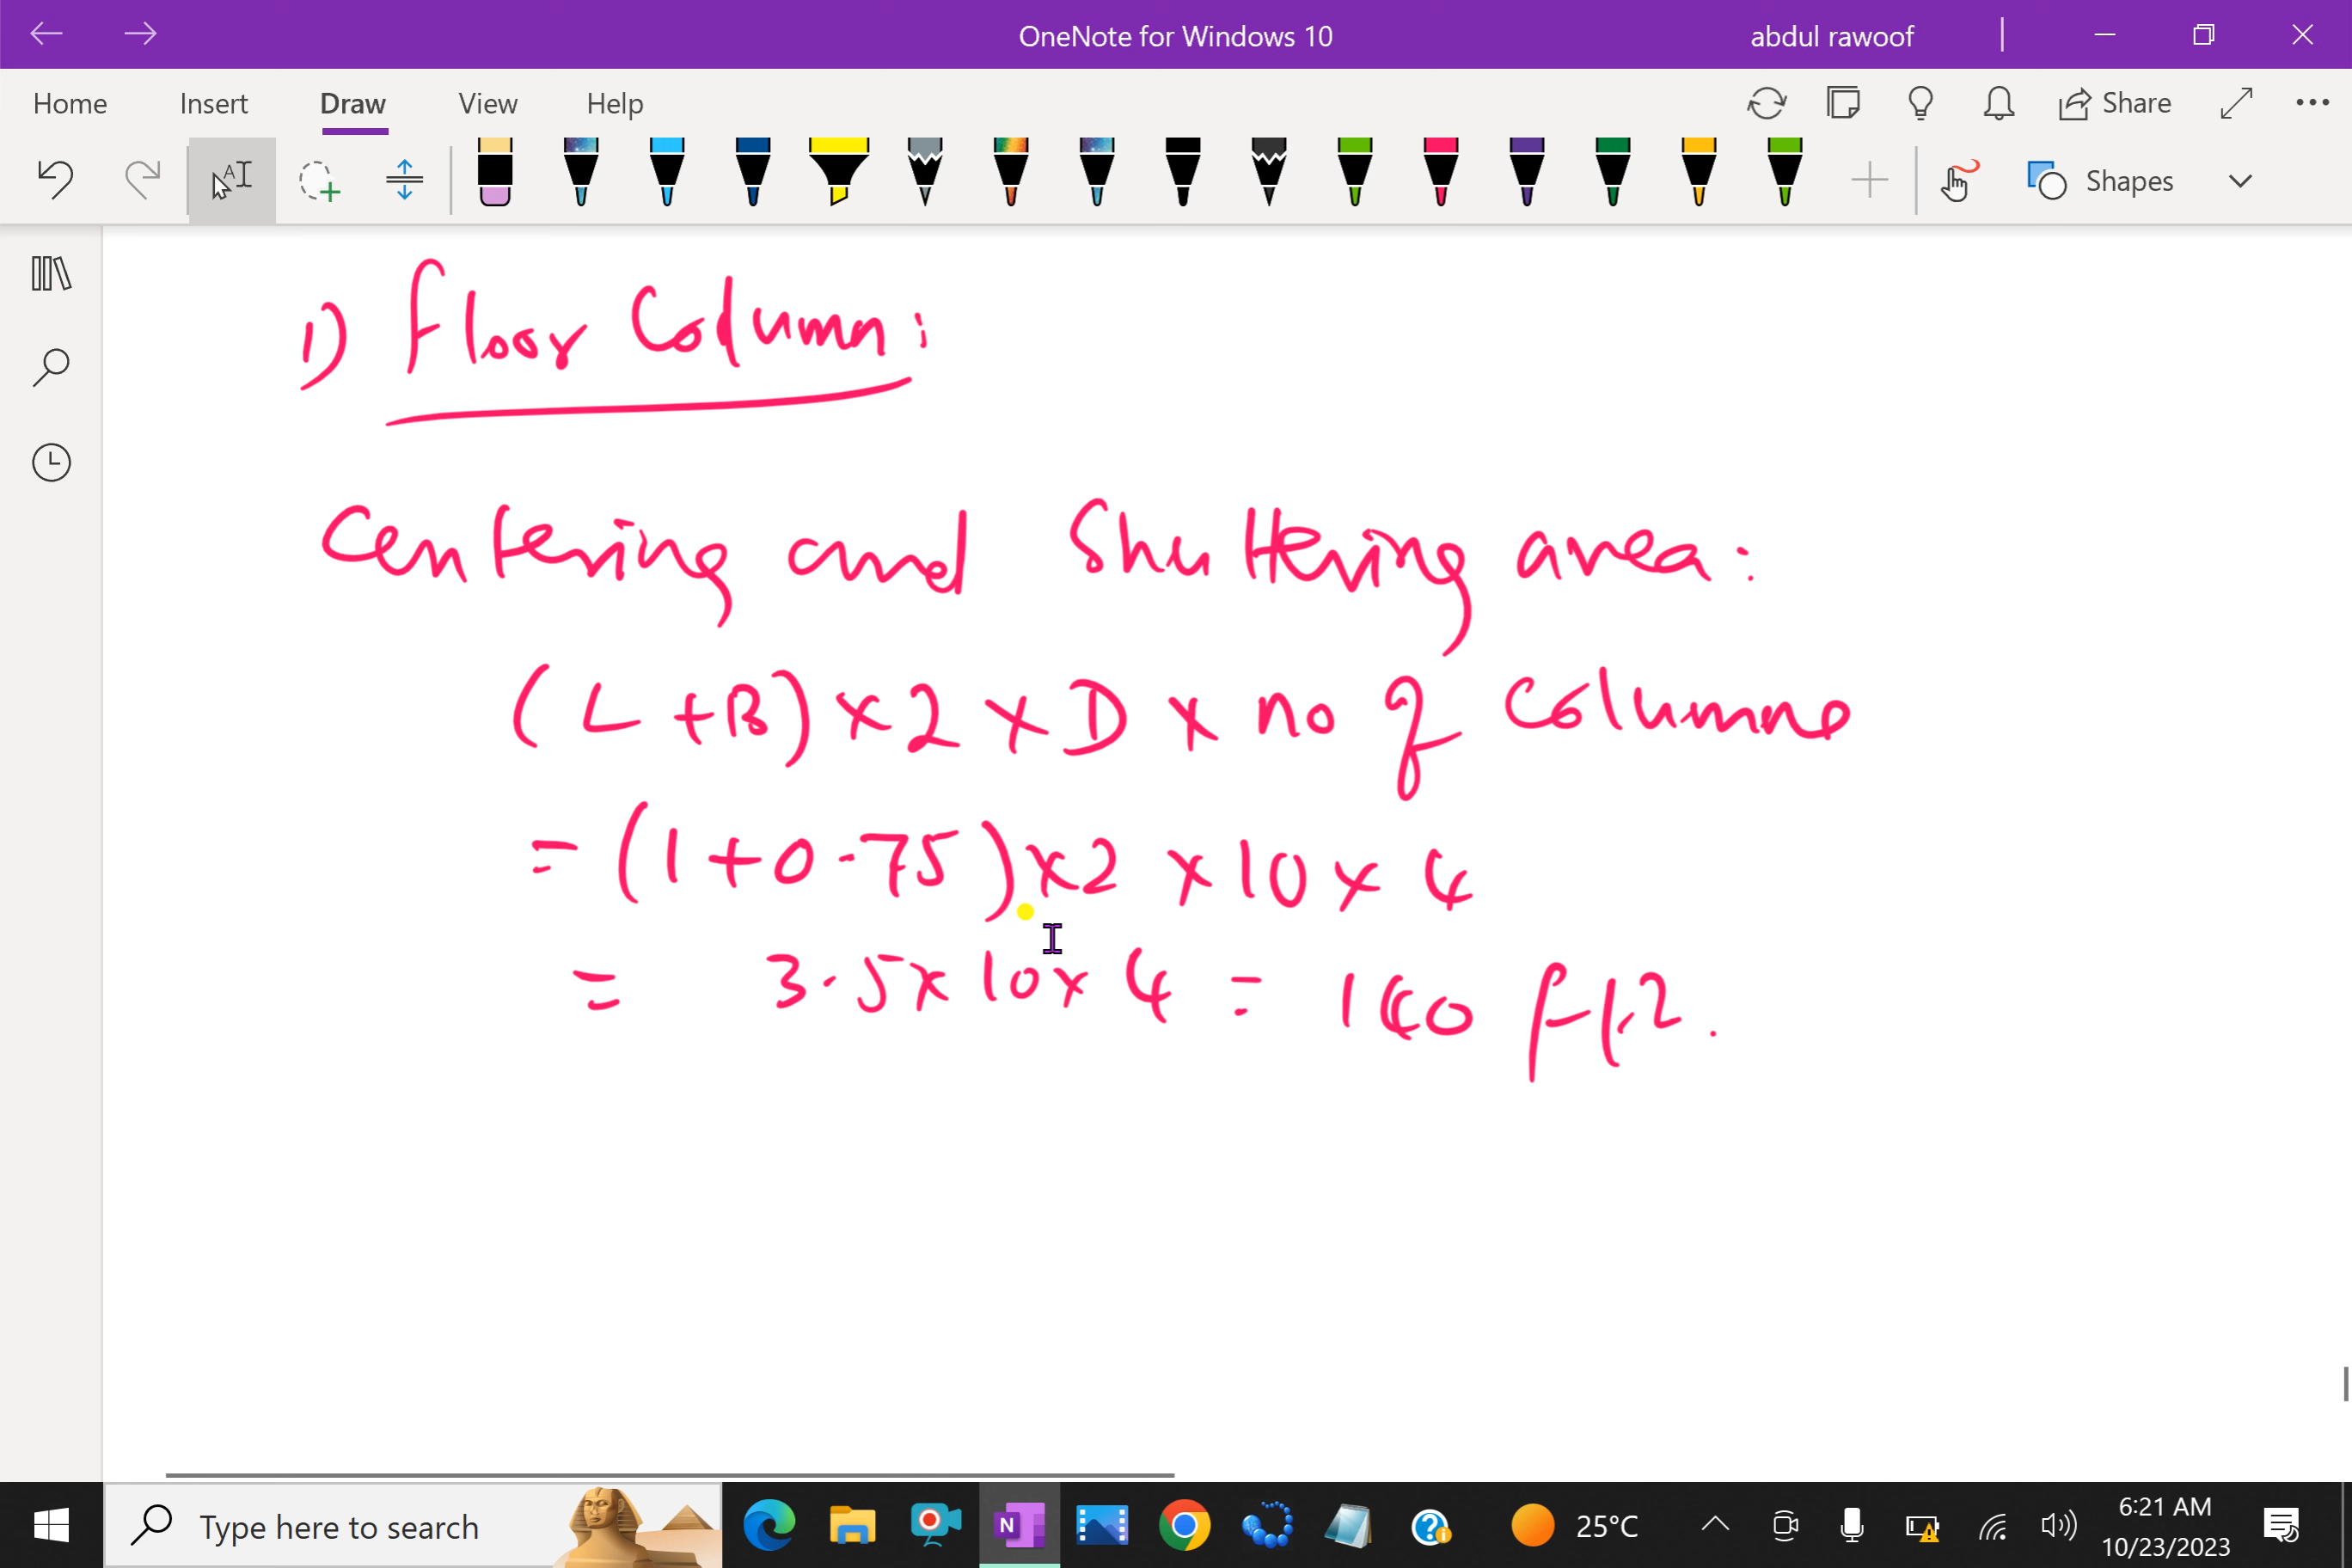 OneNote for Windows 10
abdul rawoof
Home Insert Draw View Help
Share
Shapes
1) Floor Column:
Centering and Shuttering area:
(L+B)×2×D×no of Columns
=(1+0.75)×2×10×4
= 3.5×10×4 = 140 ft2.
Type here to search
25°C
6:21 AM
10/23/2023